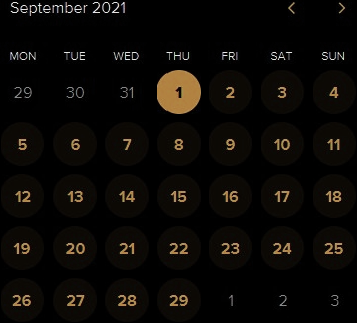 September 2021
MON TUE WED THU FRI SAT SUN
29 30 31 1 2 3 4
5 6 7 8 9 10 11
12 13 14 15 16 17 18
19 20 21 22 23 24 25
26 27 28 29 1 2 3